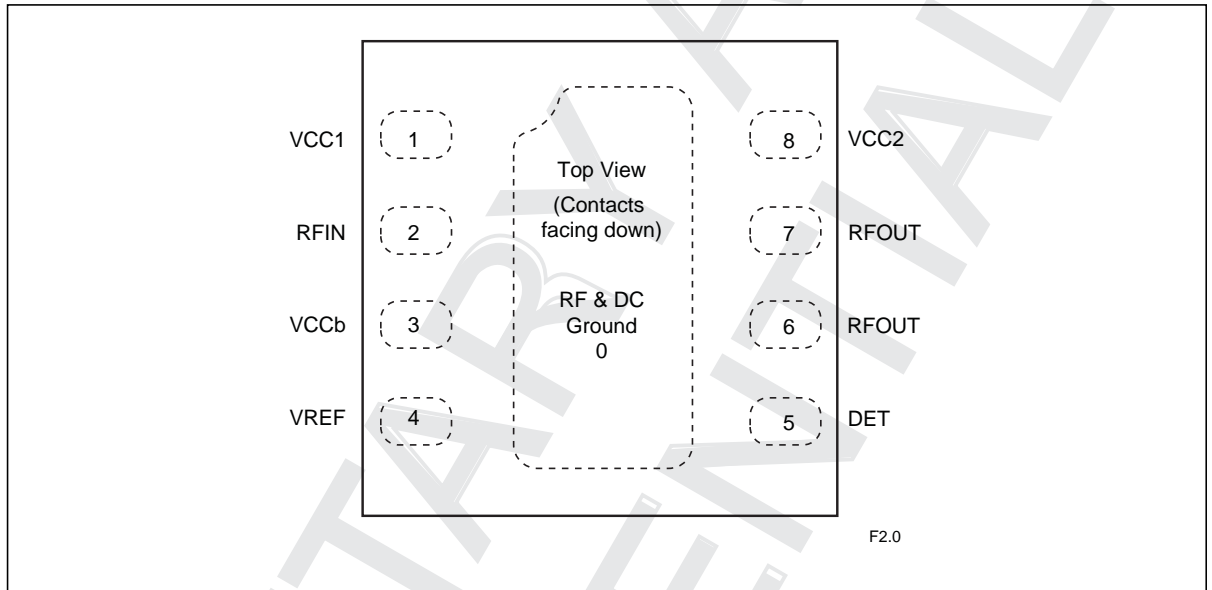 VCC1 1 8 VCC2
Top View
(Contacts
facing down)
RFIN 2 7 RFOUT
RF & DC
VCCb 3 Ground 6 RFOUT
0
VREF 4 5 DET
F2.0